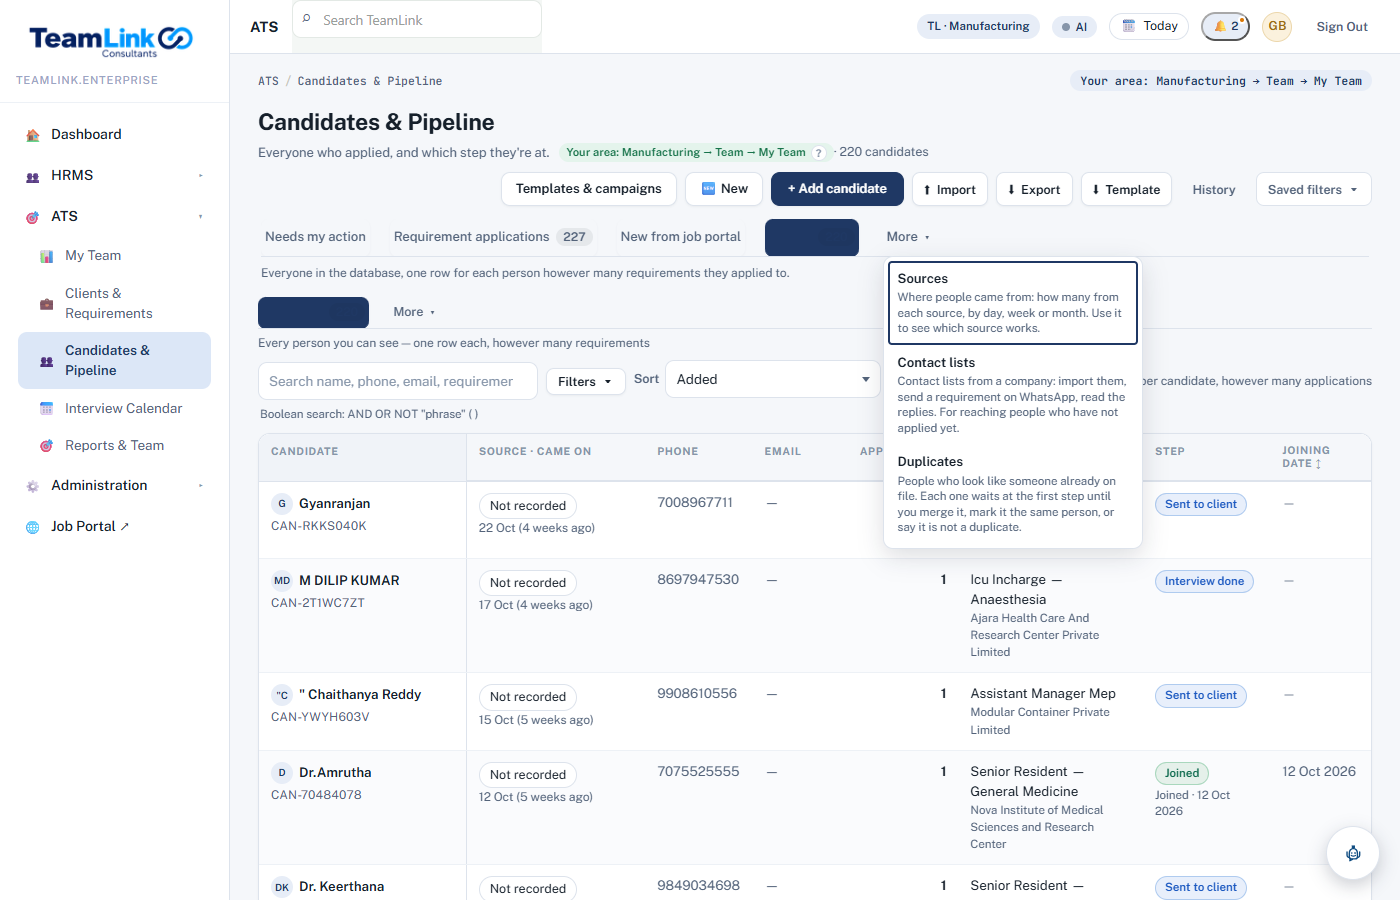 TeamLink
Consultants
TEAMLINK.ENTERPRISE
Dashboard
HRMS
ATS
My Team
Clients &
Requirements
Candidates &
Pipeline
Interview Calendar
Reports & Team
Administration
Job Portal ↗
ATS
Search TeamLink
TL · Manufacturing
AI
Today
2
GB
Sign Out
ATS / Candidates & Pipeline
Your area: Manufacturing → Team → My Team
Candidates & Pipeline
Everyone who applied, and which step they're at. Your area: Manufacturing → Team → My Team ? · 220 candidates
Templates & campaigns
NEW New
+ Add candidate
⬆ Import
⬇ Export
⬇ Template
History
Saved filters
Needs my action
Requirement applications 227
New from job portal
More
Everyone in the database, one row for each person however many requirements they applied to.
More
Every person you can see — one row each, however many requirements
Search name, phone, email, requiremer
Filters
Sort
Added
per candidate, however many applications
Boolean search: AND OR NOT "phrase" ( )
Sources
Where people came from: how many from
each source, by day, week or month. Use it
to see which source works.
Contact lists
Contact lists from a company: import them,
send a requirement on WhatsApp, read the
replies. For reaching people who have not
applied yet.
Duplicates
People who look like someone already on
file. Each one waits at the first step until
you merge it, mark it the same person, or
say it is not a duplicate.
CANDIDATE
SOURCE · CAME ON
PHONE
EMAIL
APP
STEP
JOINING
DATE ↕
G Gyanranjan
CAN-RKKS040K
Not recorded
22 Oct (4 weeks ago)
7008967711
—
Sent to client
—
MD M DILIP KUMAR
CAN-2T1WC7ZT
Not recorded
17 Oct (4 weeks ago)
8697947530
—
1
Icu Incharge —
Anaesthesia
Ajara Health Care And
Research Center Private
Limited
Interview done
—
"C " Chaithanya Reddy
CAN-YWYH603V
Not recorded
15 Oct (5 weeks ago)
9908610556
—
1
Assistant Manager Mep
Modular Container Private
Limited
Sent to client
—
D Dr.Amrutha
CAN-70484078
Not recorded
12 Oct (5 weeks ago)
7075525555
—
1
Senior Resident —
General Medicine
Nova Institute of Medical
Sciences and Research
Center
Joined
Joined · 12 Oct
2026
12 Oct 2026
DK Dr. Keerthana
Not recorded
9849034698
—
1
Senior Resident —
Sent to client
—